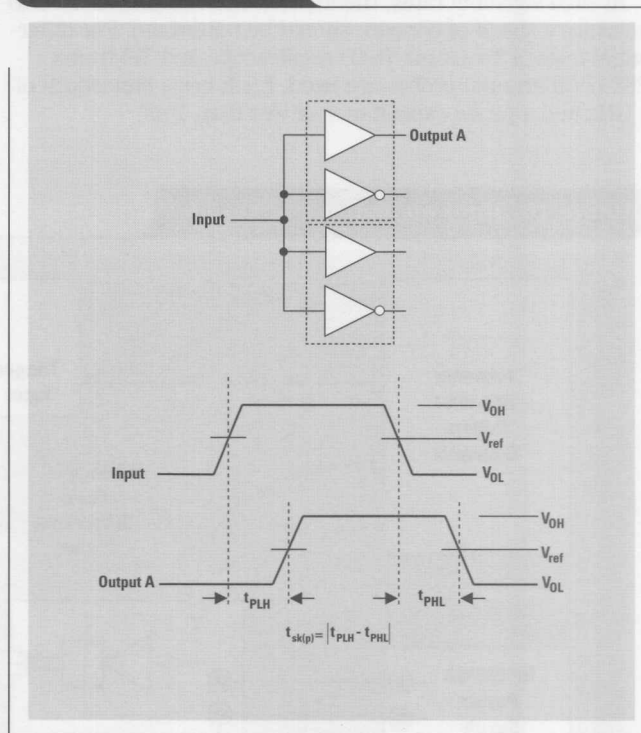 Output A
Input
V_OH
V_ref
Input
V_OL
V_OH
V_ref
Output A
V_OL
t_PLH
t_PHL
t_sk(p) = |t_PLH - t_PHL|